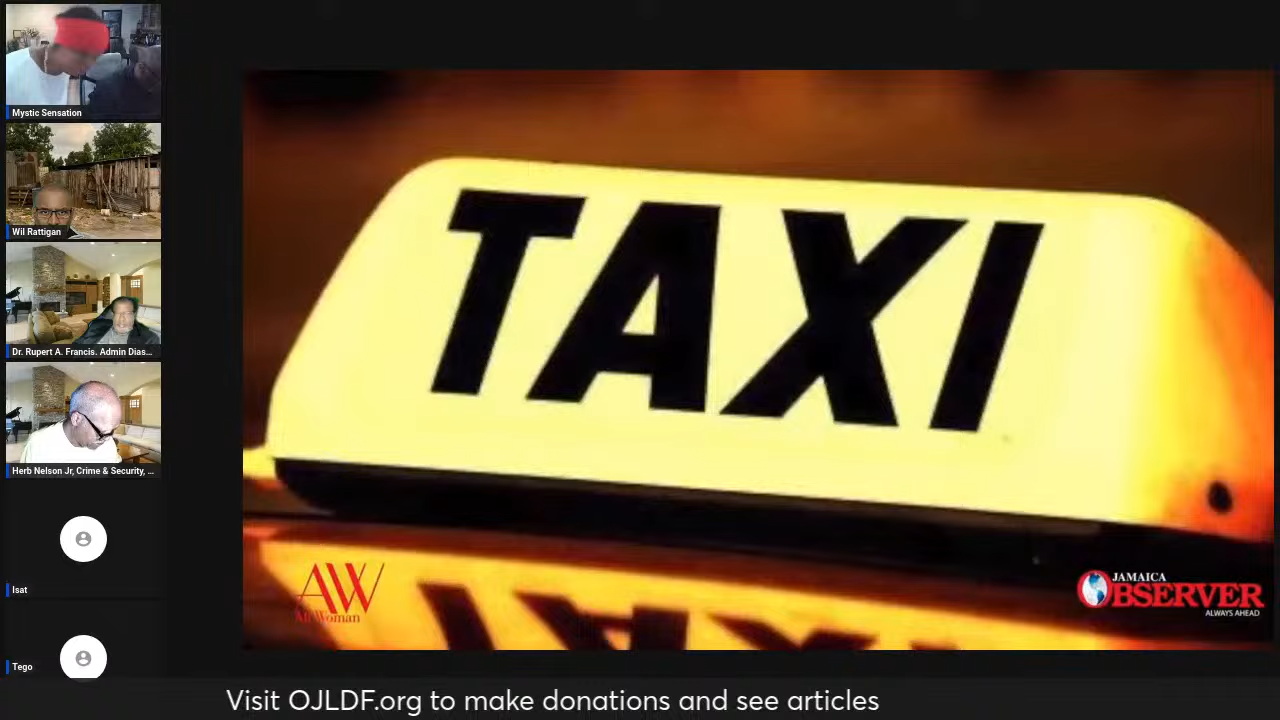 Mystic Sensation
Wil Rattigan
Dr. Rupert A. Francis. Admin Dias...
Herb Nelson Jr, Crime & Security, ...
Isat
Tego
TAXI
AW
All Woman
JAMAICA
OBSERVER
ALWAYS AHEAD
Visit OJLDF.org to make donations and see articles